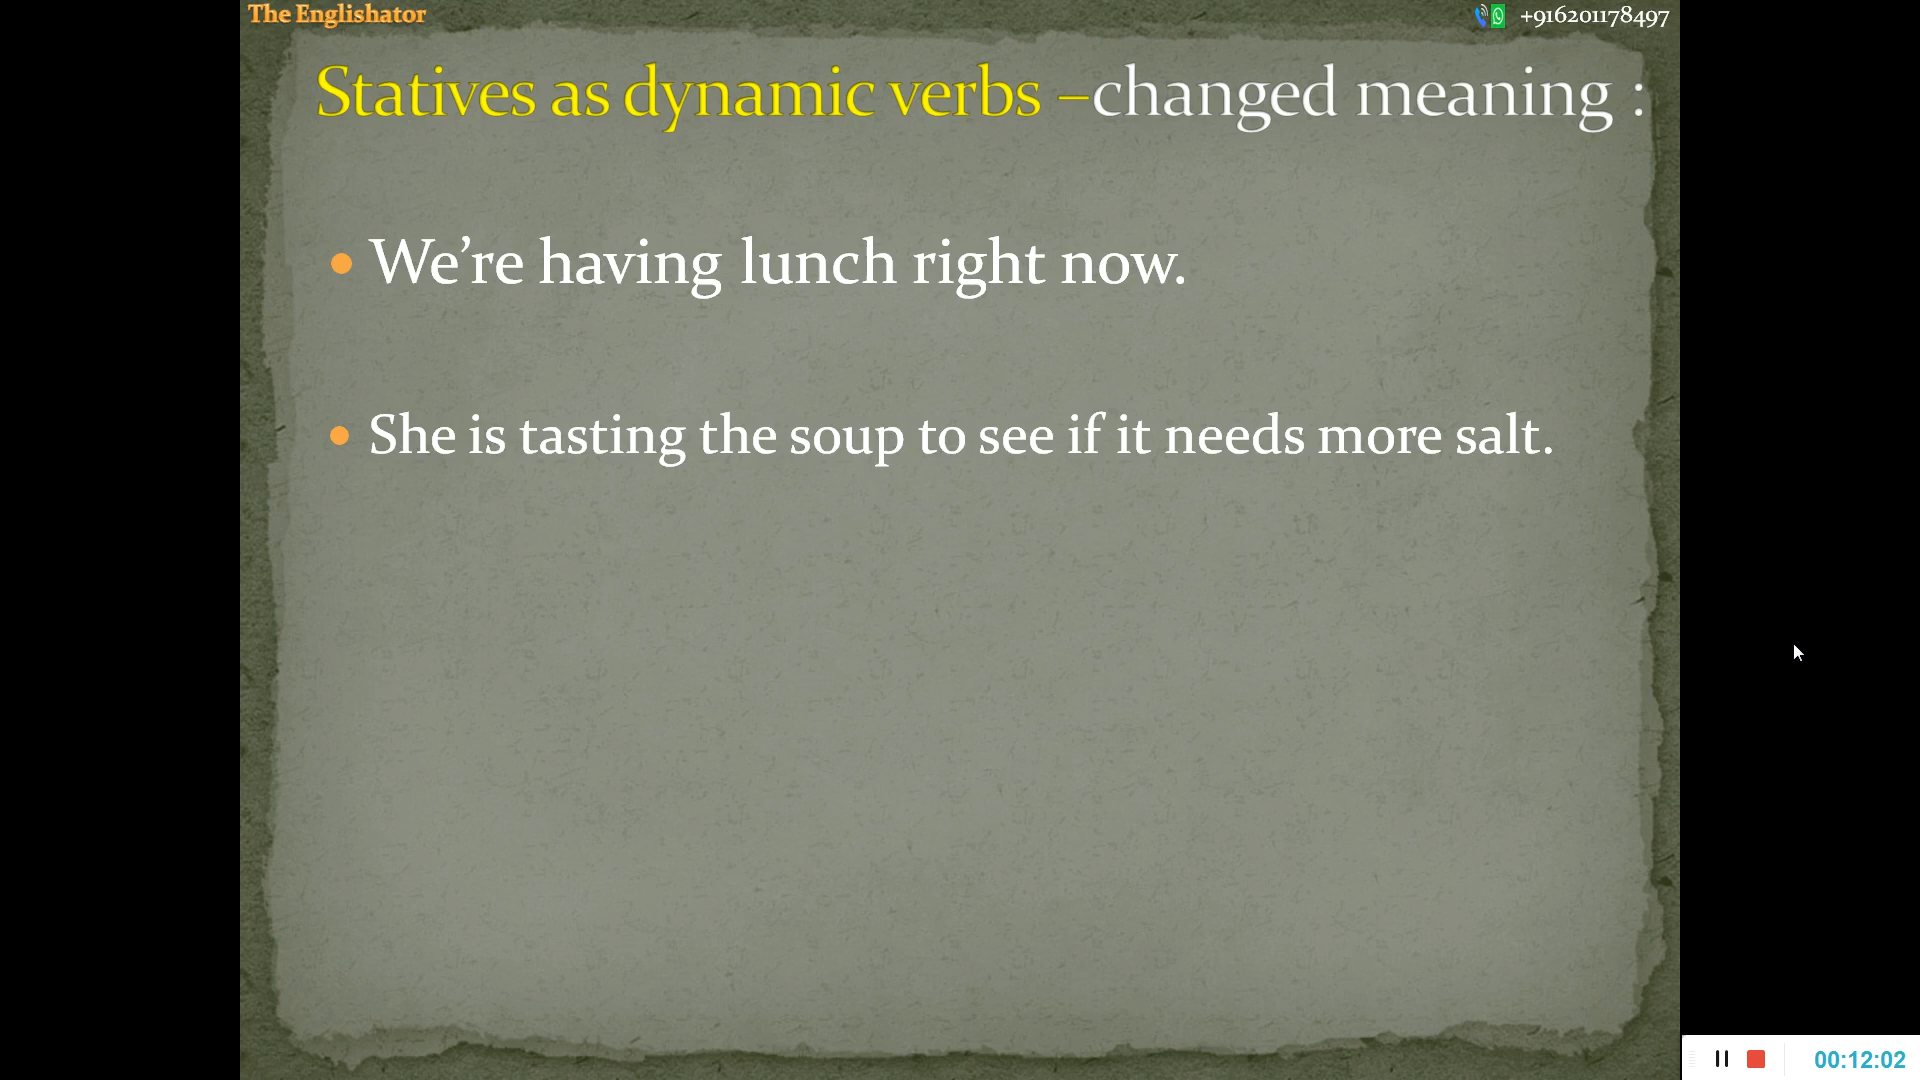 The Englishator
+916201178497
Statives as dynamic verbs –changed meaning :
We’re having lunch right now.
She is tasting the soup to see if it needs more salt.
00:12:02